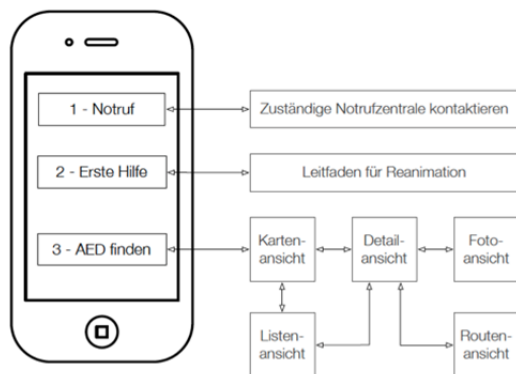 1 - Notruf
Zuständige Notrufzentrale kontaktieren
2 - Erste Hilfe
Leitfaden für Reanimation
3 - AED finden
Karten-
ansicht
Detail-
ansicht
Foto-
ansicht
Listen-
ansicht
Routen-
ansicht